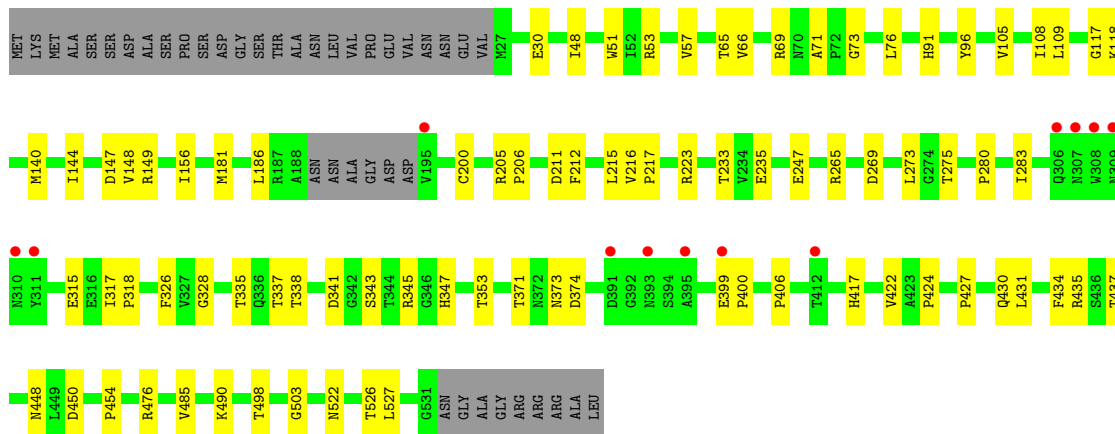 MET LYS MET ALA SER SER ASP ALA SER PRO SER ASP GLY SER THR ALA ASN LEU VAL PRO GLU VAL ASN ASN GLU VAL M27 E30 I48 W51 I52 R53 V57 T65 V66 R69 N70 A71 P72 G73 L76 H91 Y96 V105 I108 L109 G117 K118
M140 I144 D147 V148 R149 I156 M181 L186 R187 A188 ASN ASN ALA GLY ASP ASP V195 C200 R205 P206 D211 F212 L215 V216 P217 R223 T233 V234 E235 E247 R265 D269 L273 G274 T275 P280 I283 Q306 N307 W308 N309
N310 Y311 E315 E316 I317 P318 F326 V327 G328 T335 Q336 T337 T338 D341 G342 S343 T344 R345 G346 H347 T353 T371 N372 N373 D374 D391 G392 N393 S394 A395 E399 P400 P406 T412 H417 V422 A423 P424 P427 Q430 L431 F434 R435 S436 T437
N448 L449 D450 P454 R476 V485 K490 T498 G503 N522 T526 L527 G531 ASN GLY ALA GLY ARG ARG ARG ALA LEU